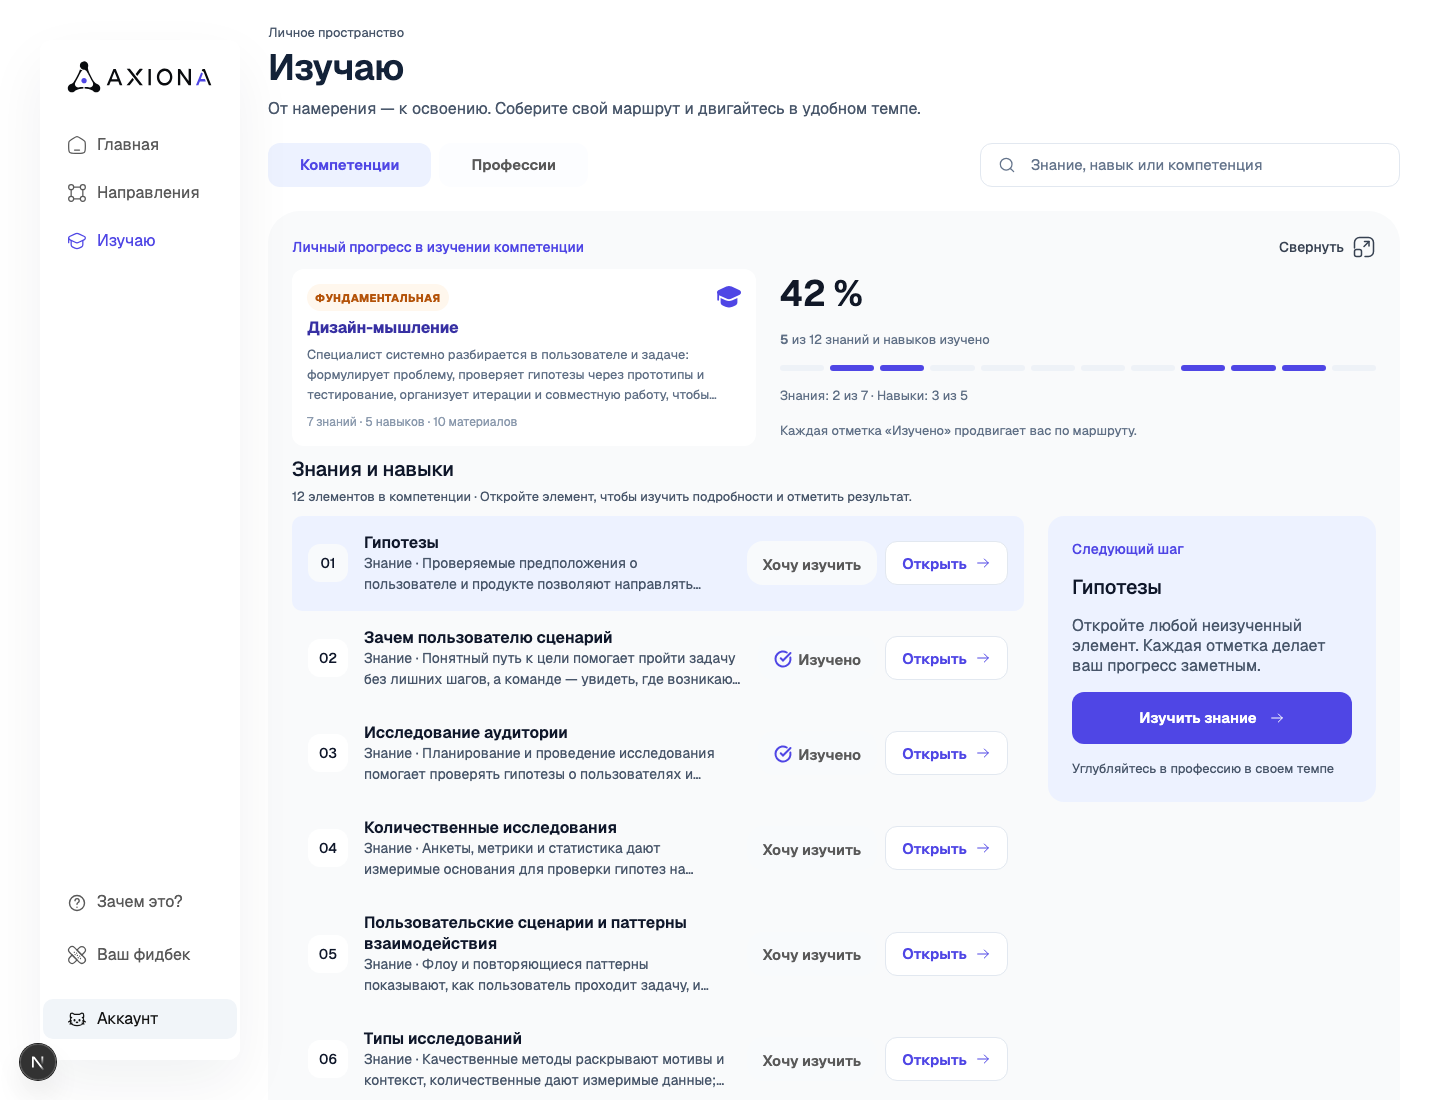 AXIONA
Главная
Направления
Изучаю
Зачем это?
Ваш фидбек
Аккаунт
N
Личное пространство
Изучаю
От намерения — к освоению. Соберите свой маршрут и двигайтесь в удобном темпе.
Компетенции
Профессии
Знание, навык или компетенция
Личный прогресс в изучении компетенции
Свернуть
ФУНДАМЕНТАЛЬНАЯ
Дизайн-мышление
Специалист системно разбирается в пользователе и задаче:
формулирует проблему, проверяет гипотезы через прототипы и
тестирование, организует итерации и совместную работу, чтобы...
7 знаний · 5 навыков · 10 материалов
42 %
5 из 12 знаний и навыков изучено
Знания: 2 из 7 · Навыки: 3 из 5
Каждая отметка «Изучено» продвигает вас по маршруту.
Знания и навыки
12 элементов в компетенции · Откройте элемент, чтобы изучить подробности и отметить результат.
01
Гипотезы
Знание · Проверяемые предположения о
пользователе и продукте позволяют направлять...
Хочу изучить
Открыть
02
Зачем пользователю сценарий
Знание · Понятный путь к цели помогает пройти задачу
без лишних шагов, а команде — увидеть, где возникаю...
Изучено
Открыть
03
Исследование аудитории
Знание · Планирование и проведение исследования
помогает проверять гипотезы о пользователях и...
Изучено
Открыть
04
Количественные исследования
Знание · Анкеты, метрики и статистика дают
измеримые основания для проверки гипотез на...
Хочу изучить
Открыть
05
Пользовательские сценарии и паттерны
взаимодействия
Знание · Флоу и повторяющиеся паттерны
показывают, как пользователь проходит задачу, и...
Хочу изучить
Открыть
06
Типы исследований
Знание · Качественные методы раскрывают мотивы и
контекст, количественные дают измеримые данные;...
Хочу изучить
Открыть
Следующий шаг
Гипотезы
Откройте любой неизученный
элемент. Каждая отметка делает
ваш прогресс заметным.
Изучить знание
Углубляйтесь в профессию в своем темпе